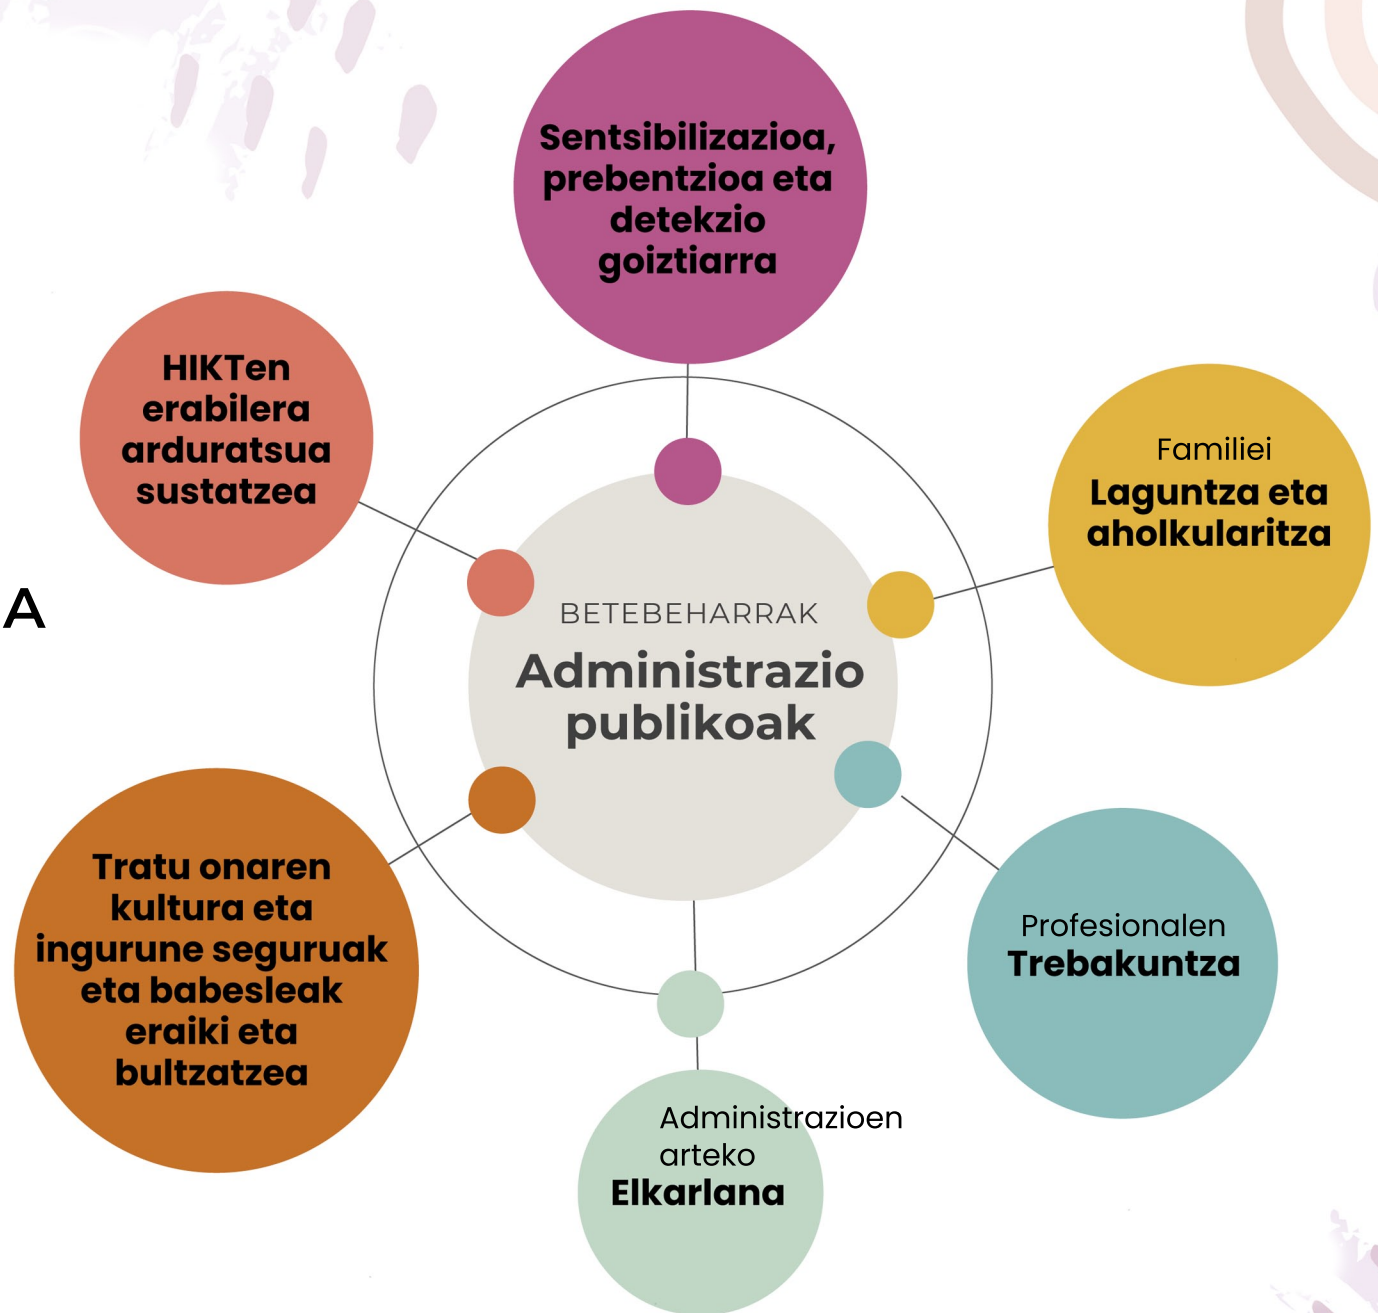 Sentsibilizazioa,
prebentzioa eta
detekzio
goiztiarra
HIKTen
erabilera
arduratsua
sustatzea
Familiei
Laguntza eta
aholkularitza
A
BETEBEHARRAK
Administrazio
publikoak
Tratu onaren
kultura eta
ingurune seguruak
eta babesleak
eraiki eta
bultzatzea
Profesionalen
Trebakuntza
Administrazioen
arteko
Elkarlana